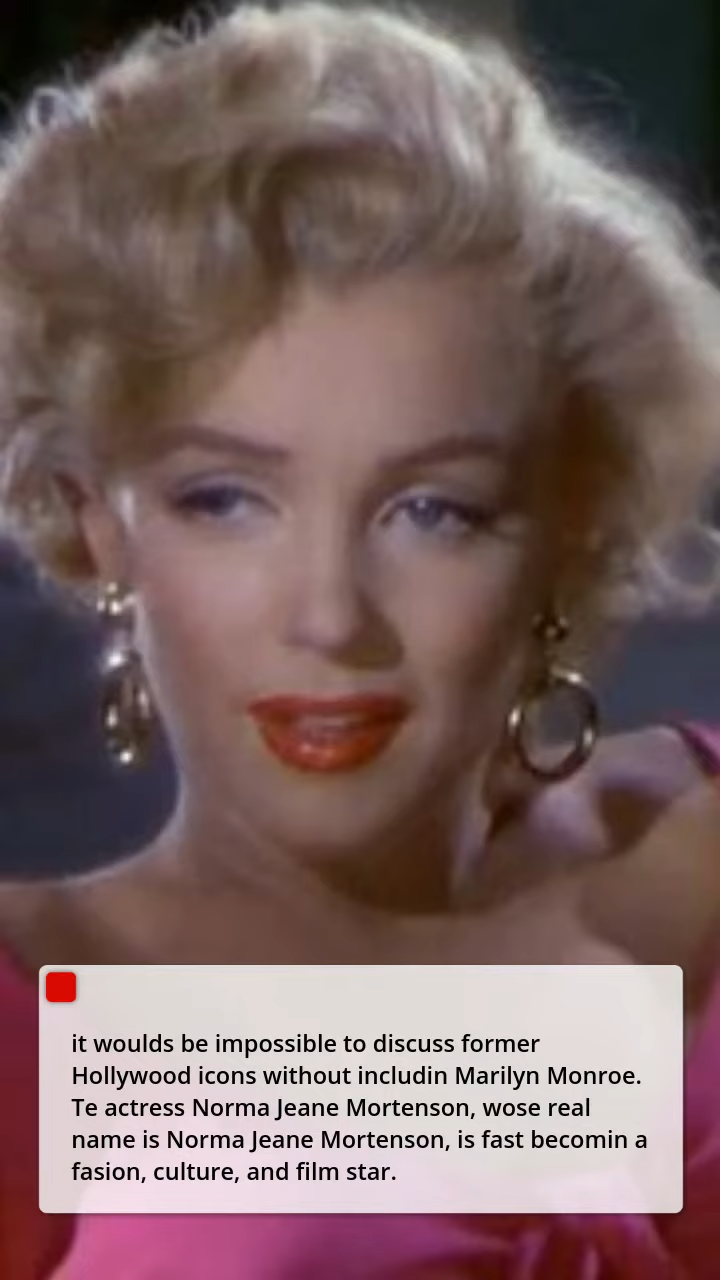 it woulds be impossible to discuss former
Hollywood icons without includin Marilyn Monroe.
Te actress Norma Jeane Mortenson, wose real
name is Norma Jeane Mortenson, is fast becomin a
fasion, culture, and film star.